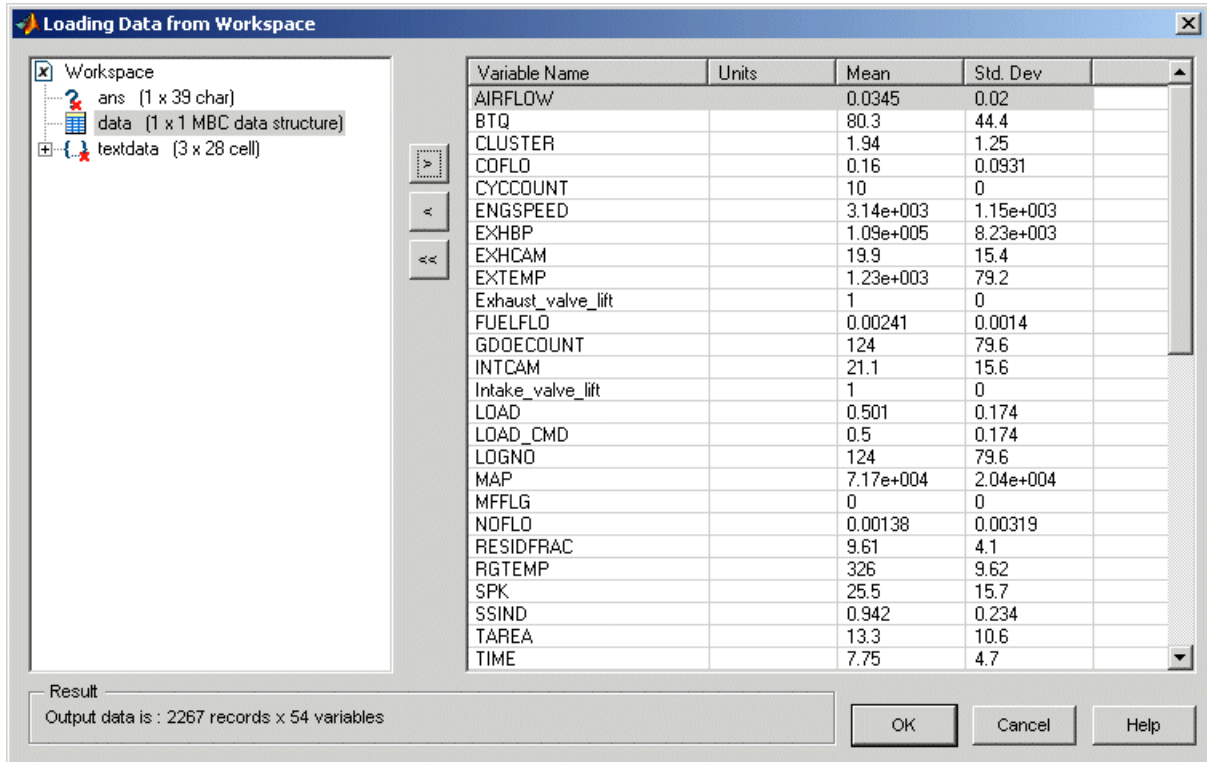 Loading Data from Workspace
Workspace
ans (1 x 39 char)
data (1 x 1 MBC data structure)
textdata (3 x 28 cell)
>
<
<<
Variable Name Units Mean Std. Dev
AIRFLOW 0.0345 0.02
BTQ 80.3 44.4
CLUSTER 1.94 1.25
COFLO 0.16 0.0931
CYCCOUNT 10 0
ENGSPEED 3.14e+003 1.15e+003
EXHBP 1.09e+005 8.23e+003
EXHCAM 19.9 15.4
EXTEMP 1.23e+003 79.2
Exhaust_valve_lift 1 0
FUELFLO 0.00241 0.0014
GDOECOUNT 124 79.6
INTCAM 21.1 15.6
Intake_valve_lift 1 0
LOAD 0.501 0.174
LOAD_CMD 0.5 0.174
LOGNO 124 79.6
MAP 7.17e+004 2.04e+004
MFFLG 0 0
NOFLO 0.00138 0.00319
RESIDFRAC 9.61 4.1
RGTEMP 326 9.62
SPK 25.5 15.7
SSIND 0.942 0.234
TAREA 13.3 10.6
TIME 7.75 4.7
Result
Output data is : 2267 records x 54 variables
OK Cancel Help